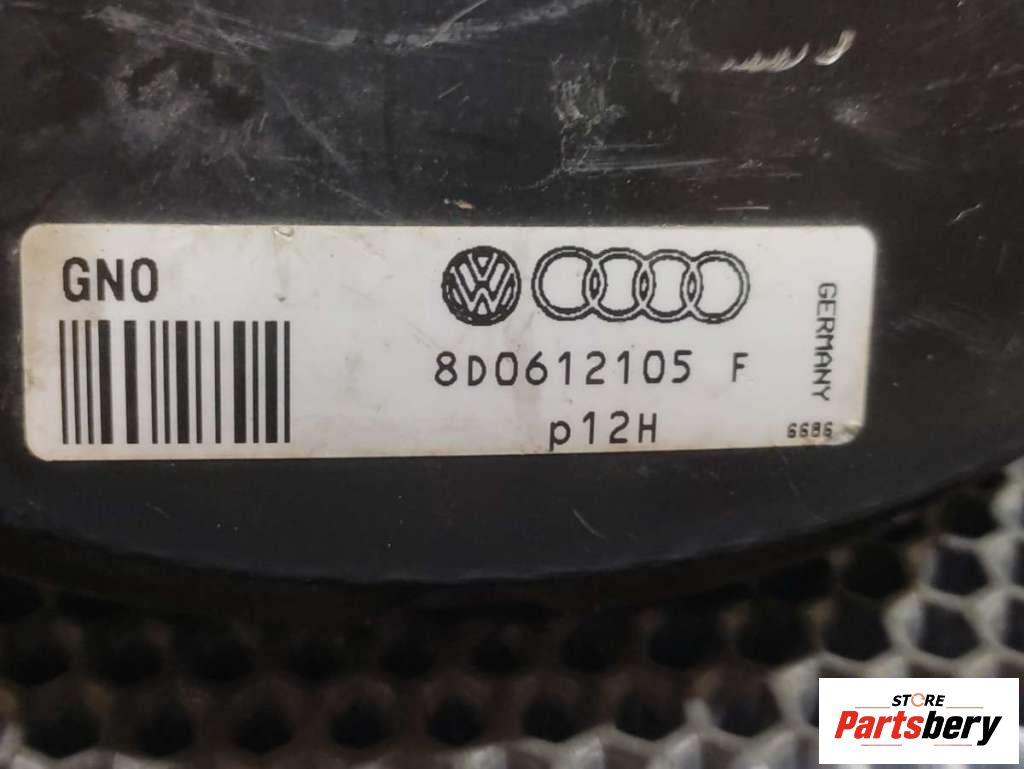 GNO
8D0612105 F
p12H
GERMANY
6686
STORE
Partsbery